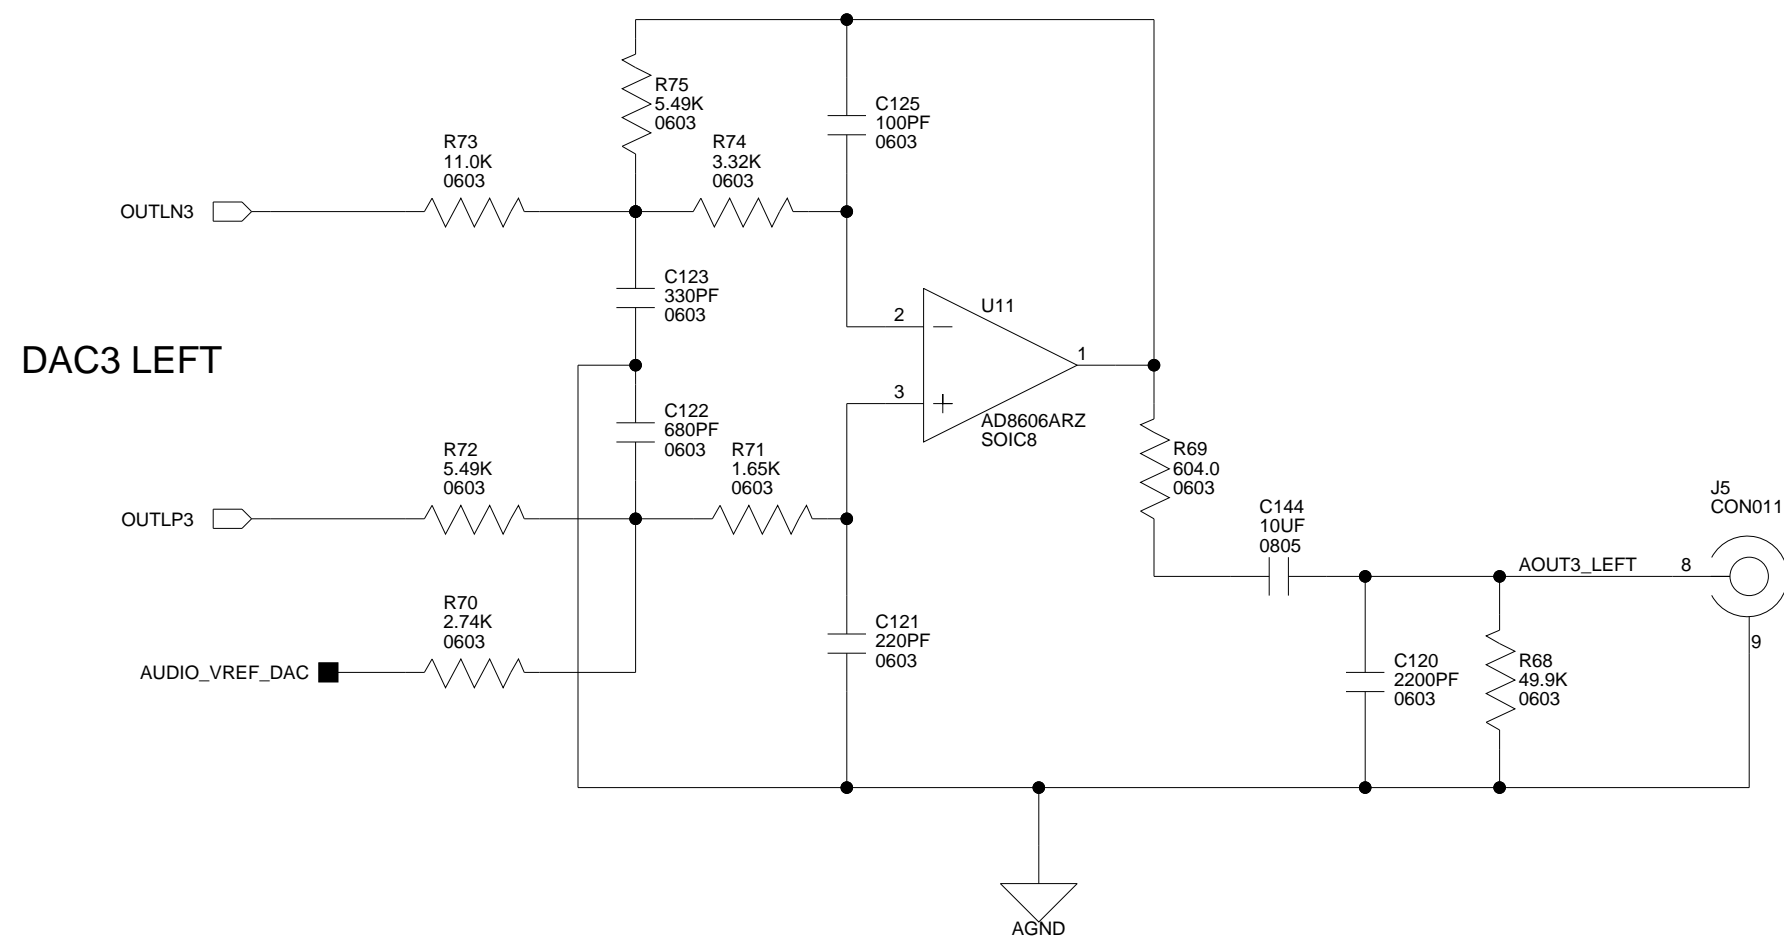 R75
5.49K
0603
C125
100PF
0603
R73
11.0K
0603
R74
3.32K
0603
OUTLN3
C123
330PF
0603
U11
2
1
3
AD8606ARZ
SOIC8
DAC3 LEFT
C122
680PF
0603
R72
5.49K
0603
R71
1.65K
0603
OUTLP3
R69
604.0
0603
C144
10UF
0805
J5
CON011
AOUT3_LEFT
8
9
R70
2.74K
0603
AUDIO_VREF_DAC
C121
220PF
0603
C120
2200PF
0603
R68
49.9K
0603
AGND